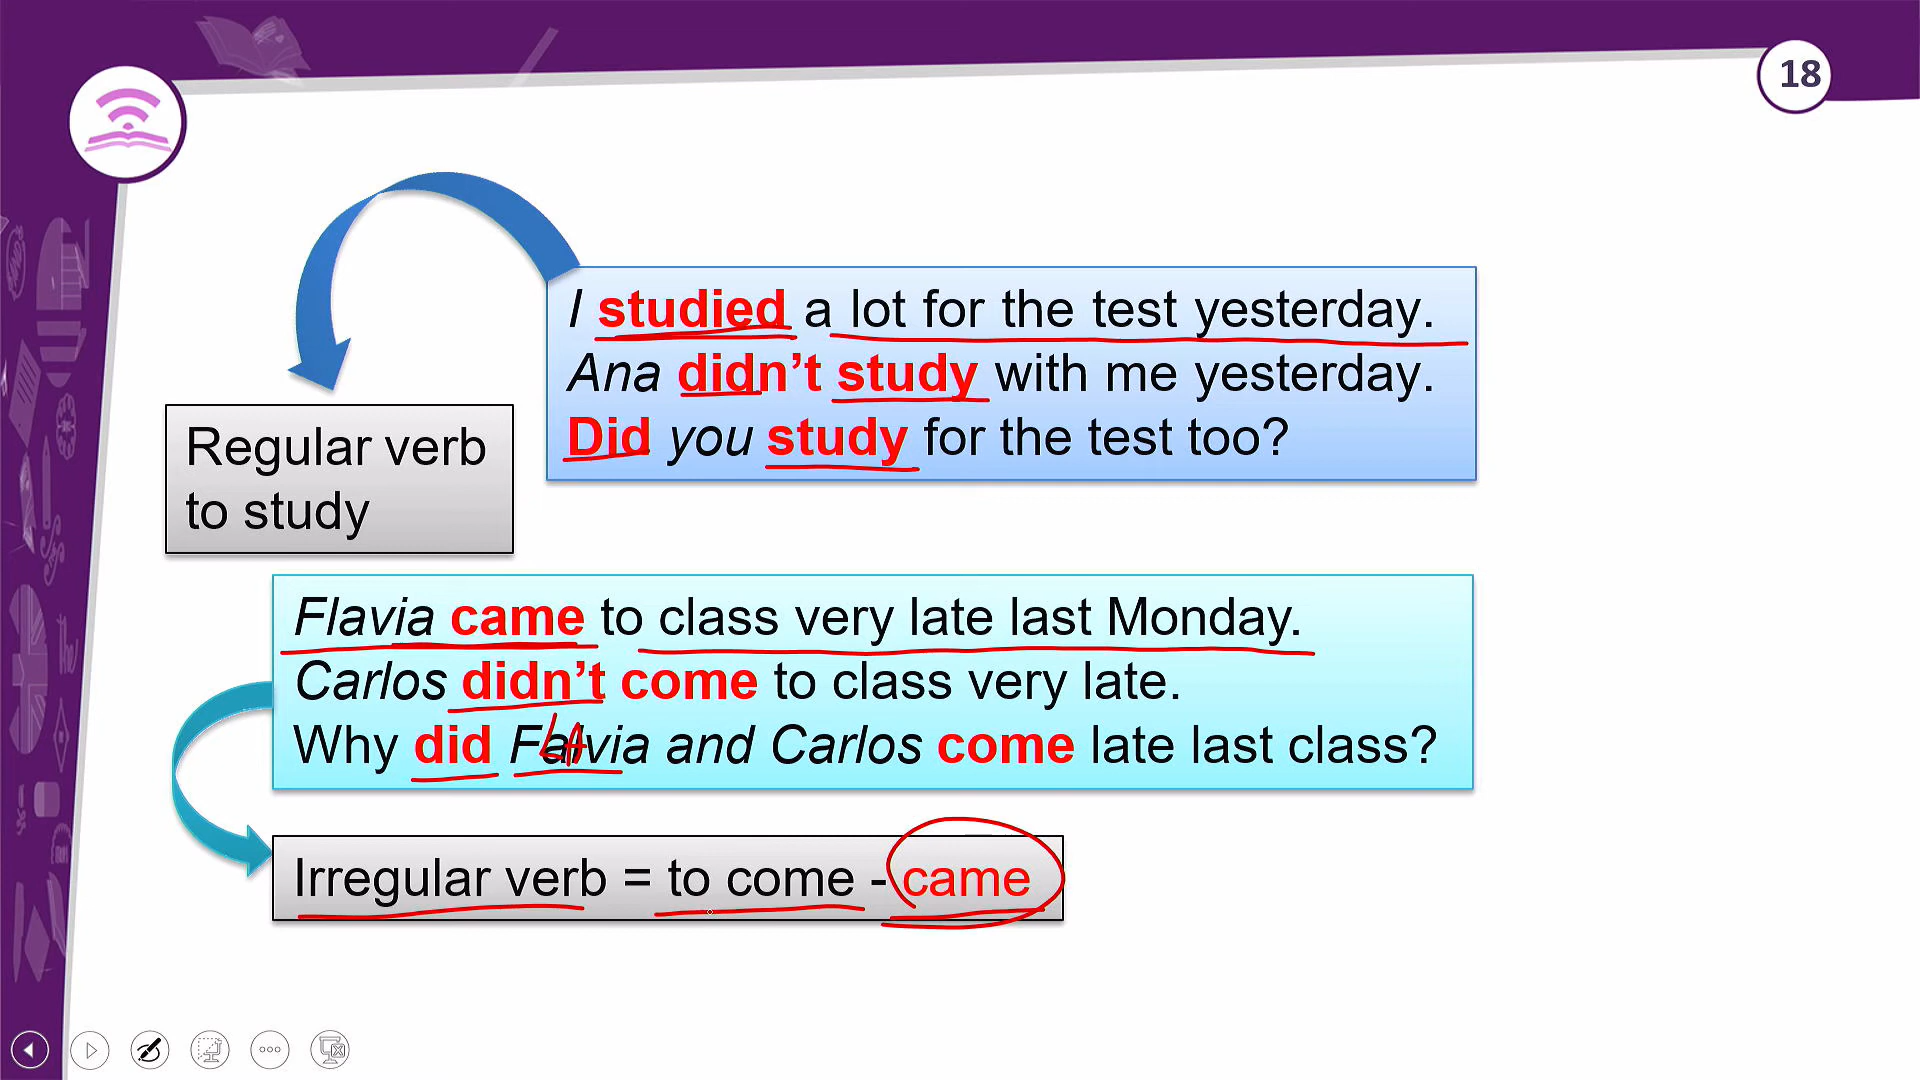 18
I studied a lot for the test yesterday.
Ana didn’t study with me yesterday.
Did you study for the test too?
Regular verb
to study
Flavia came to class very late last Monday.
Carlos didn’t come to class very late.
Why did Falvia and Carlos come late last class?
LA
Irregular verb = to come - came